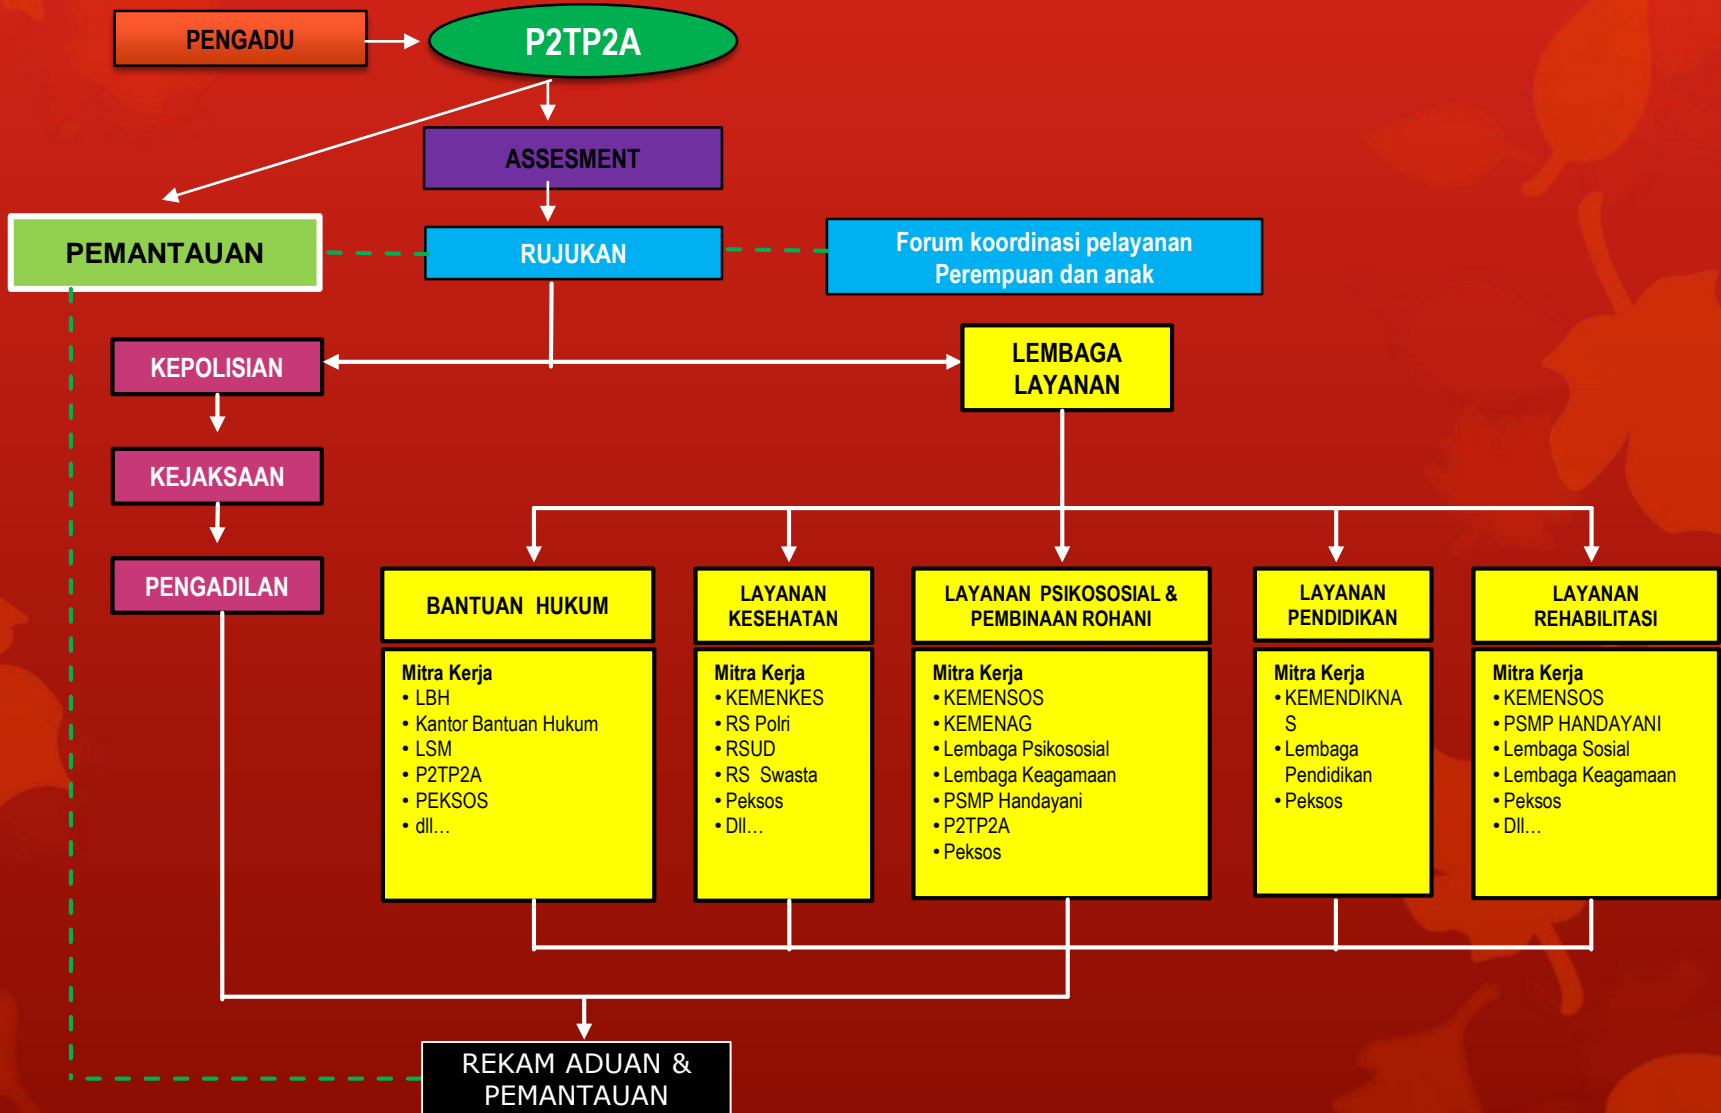 PENGADU
P2TP2A
ASSESMENT
PEMANTAUAN
RUJUKAN
Forum koordinasi pelayanan
Perempuan dan anak
KEPOLISIAN
LEMBAGA
LAYANAN
KEJAKSAAN
PENGADILAN
BANTUAN HUKUM
Mitra Kerja
• LBH
• Kantor Bantuan Hukum
• LSM
• P2TP2A
• PEKSOS
• dll...
LAYANAN
KESEHATAN
Mitra Kerja
• KEMENKES
• RS Polri
• RSUD
• RS Swasta
• Peksos
• Dll...
LAYANAN PSIKOSOSIAL &
PEMBINAAN ROHANI
Mitra Kerja
• KEMENSOS
• KEMENAG
• Lembaga Psikososial
• Lembaga Keagamaan
• PSMP Handayani
• P2TP2A
• Peksos
LAYANAN
PENDIDIKAN
Mitra Kerja
• KEMENDIKNA
S
• Lembaga
Pendidikan
• Peksos
LAYANAN
REHABILITASI
Mitra Kerja
• KEMENSOS
• PSMP HANDAYANI
• Lembaga Sosial
• Lembaga Keagamaan
• Peksos
• Dll...
REKAM ADUAN &
PEMANTAUAN